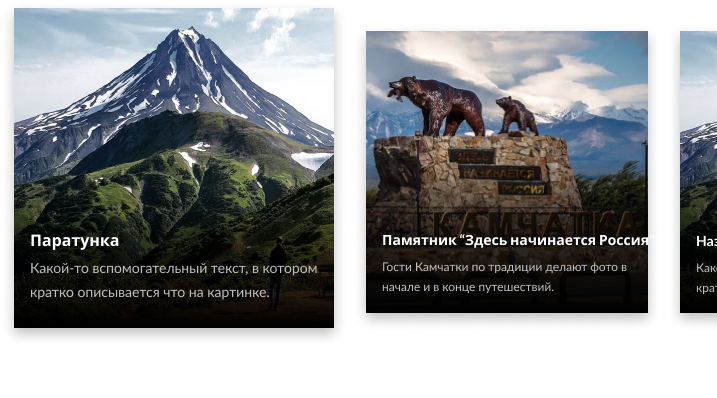 Паратунка
Какой-то вспомогательный текст, в котором
кратко описывается что на картинке.
ЗДЕСЬ
НАЧИНАЕТСЯ
РОССИЯ
КАМЧАТКА
Памятник “Здесь начинается Россия
Гости Камчатки по традиции делают фото в
начале и в конце путешествий.